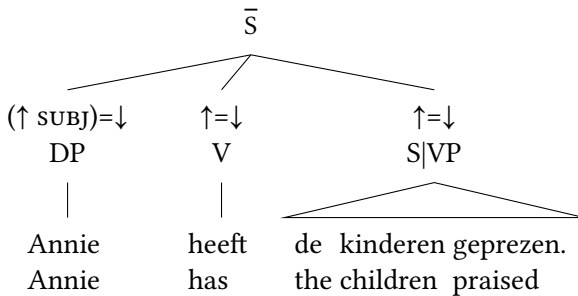 S̅
(↑ SUBJ)=↓ ↑=↓ ↑=↓
DP V S|VP
Annie heeft de kinderen geprezen.
Annie has the children praised